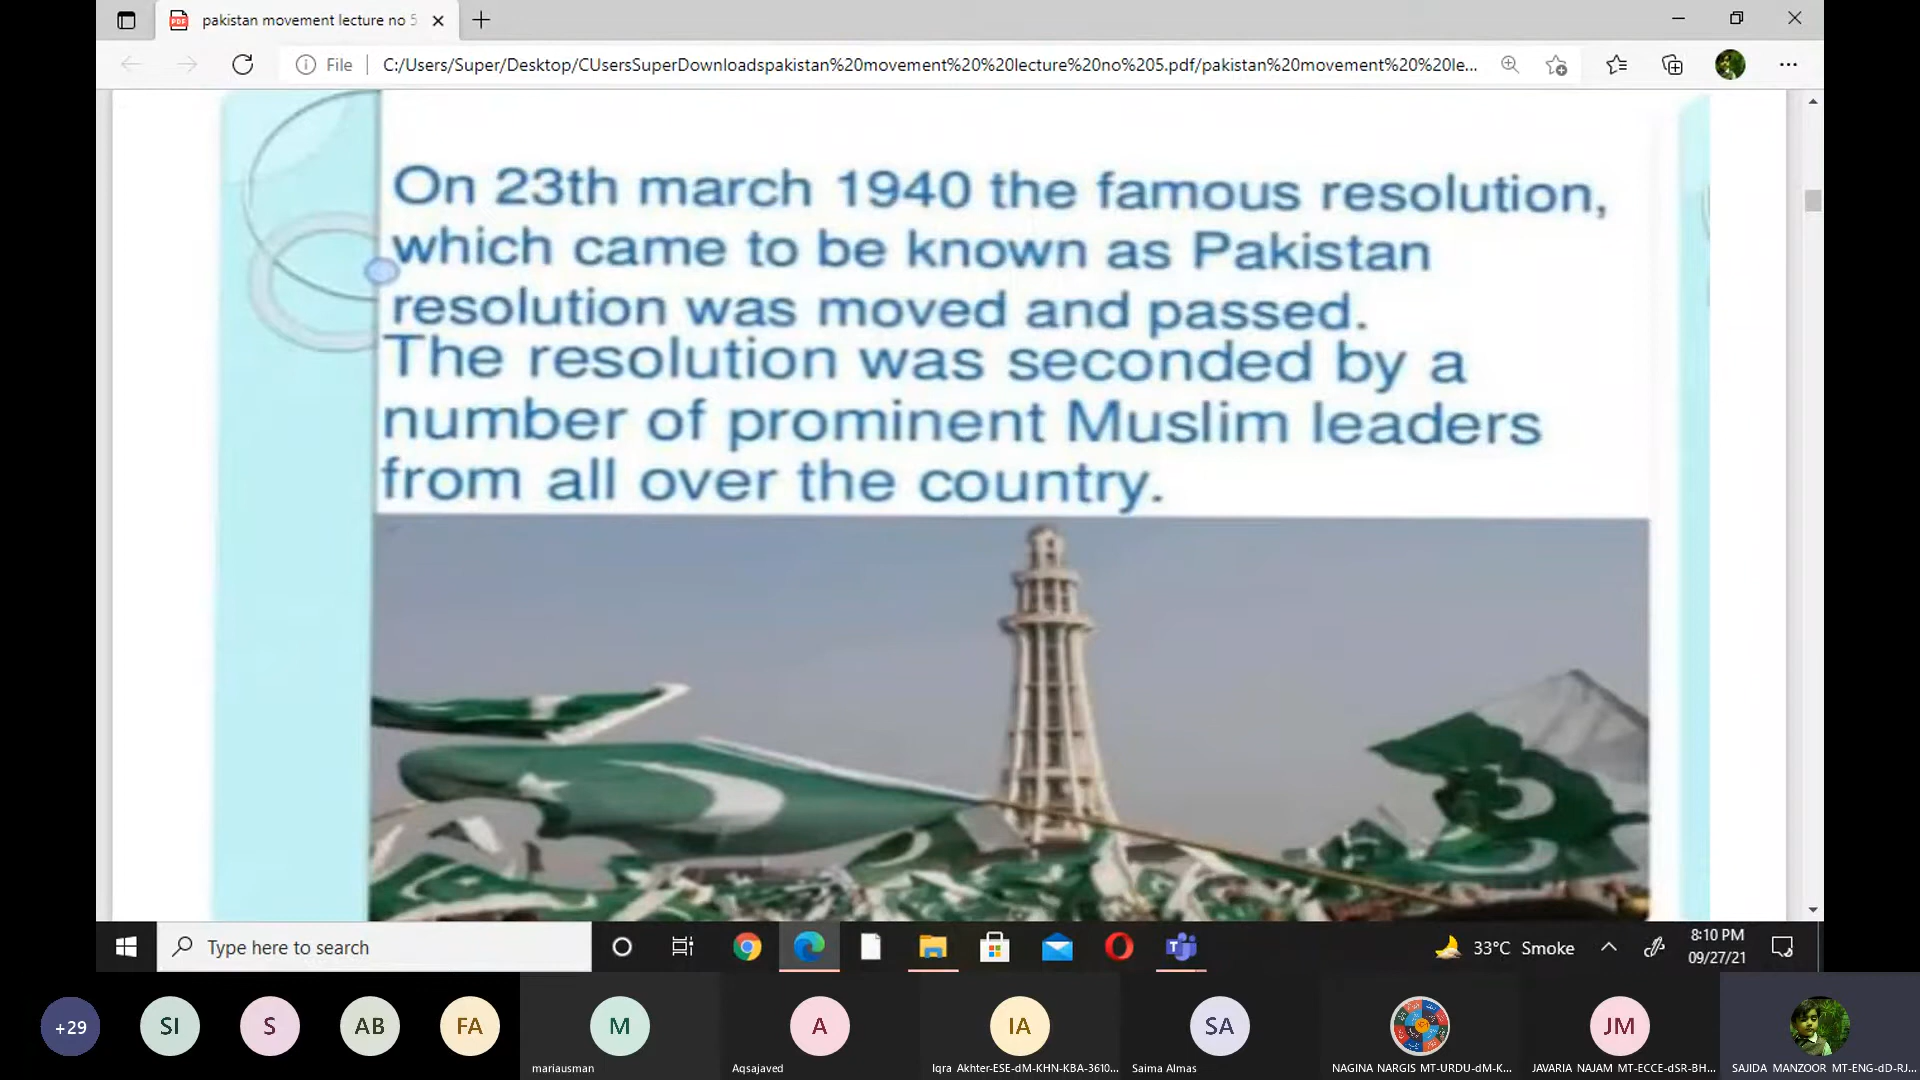 pakistan movement lecture no 5
File
C:/Users/Super/Desktop/CUsersSuperDownloadspakistan%20movement%20%20lecture%20no%205.pdf/pakistan%20movement%20%20le...
On 23th march 1940 the famous resolution,
which came to be known as Pakistan
resolution was moved and passed.
The resolution was seconded by a
number of prominent Muslim leaders
from all over the country.
Type here to search
33°C Smoke
8:10 PM
09/27/21
+29
SI
S
AB
FA
M
A
IA
SA
JM
mariausman
Aqsajaved
Iqra Akhter-ESE-dM-KHN-KBA-3610...
Saima Almas
NAGINA NARGIS MT-URDU-dM-K...
JAVARIA NAJAM MT-ECCE-dSR-BH...
SAJIDA MANZOOR MT-ENG-dD-RJ...